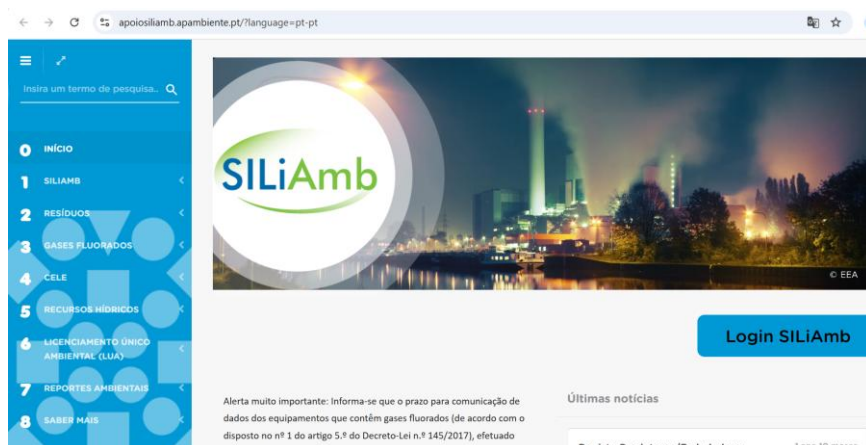 apoiosiliamb.apambiente.pt/?language=pt-pt
Insira um termo de pesquisa..
0 INÍCIO
1 SILIAMB
2 RESÍDUOS
3 GASES FLUORADOS
4 CELE
5 RECURSOS HÍDRICOS
6 LICENCIAMENTO ÚNICO
AMBIENTAL (LUA)
7 REPORTES AMBIENTAIS
8 SABER MAIS
SILiAmb
© EEA
Login SILiAmb
Alerta muito importante: Informa-se que o prazo para comunicação de
dados dos equipamentos que contêm gases fluorados (de acordo com o
disposto no nº 1 do artigo 5.º do Decreto-Lei n.º 145/2017), efetuado
Últimas notícias